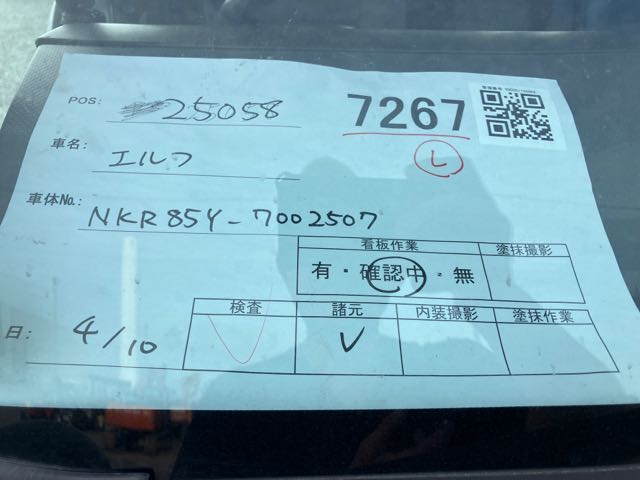 POS: 25058
7267
L
車名: エルフ
車体No.: NKR85Y-7002507
看板作業 塗抹撮影
有・確認中・無
検査 諸元 内装撮影 塗抹作業
日: 4/10